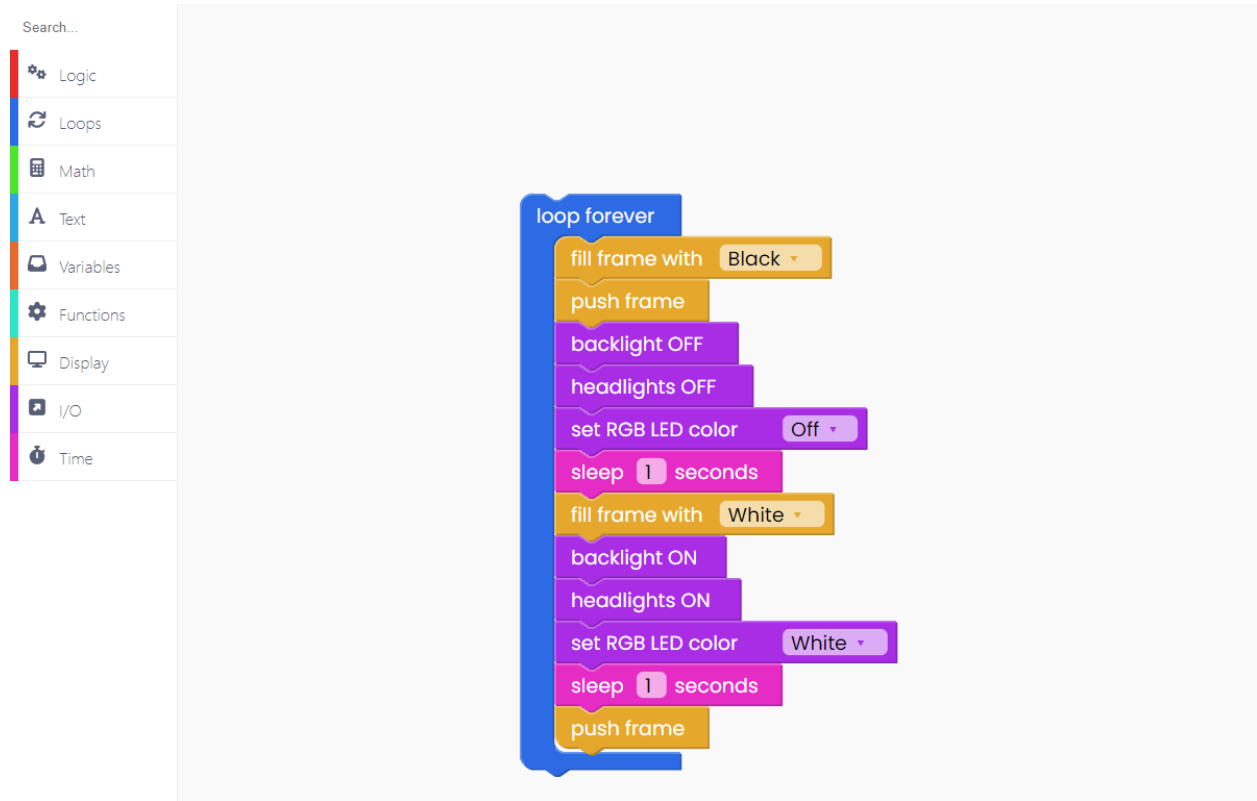 Search...
Logic
Loops
Math
Text
Variables
Functions
Display
I/O
Time
loop forever
fill frame with Black
push frame
backlight OFF
headlights OFF
set RGB LED color Off
sleep 1 seconds
fill frame with White
backlight ON
headlights ON
set RGB LED color White
sleep 1 seconds
push frame